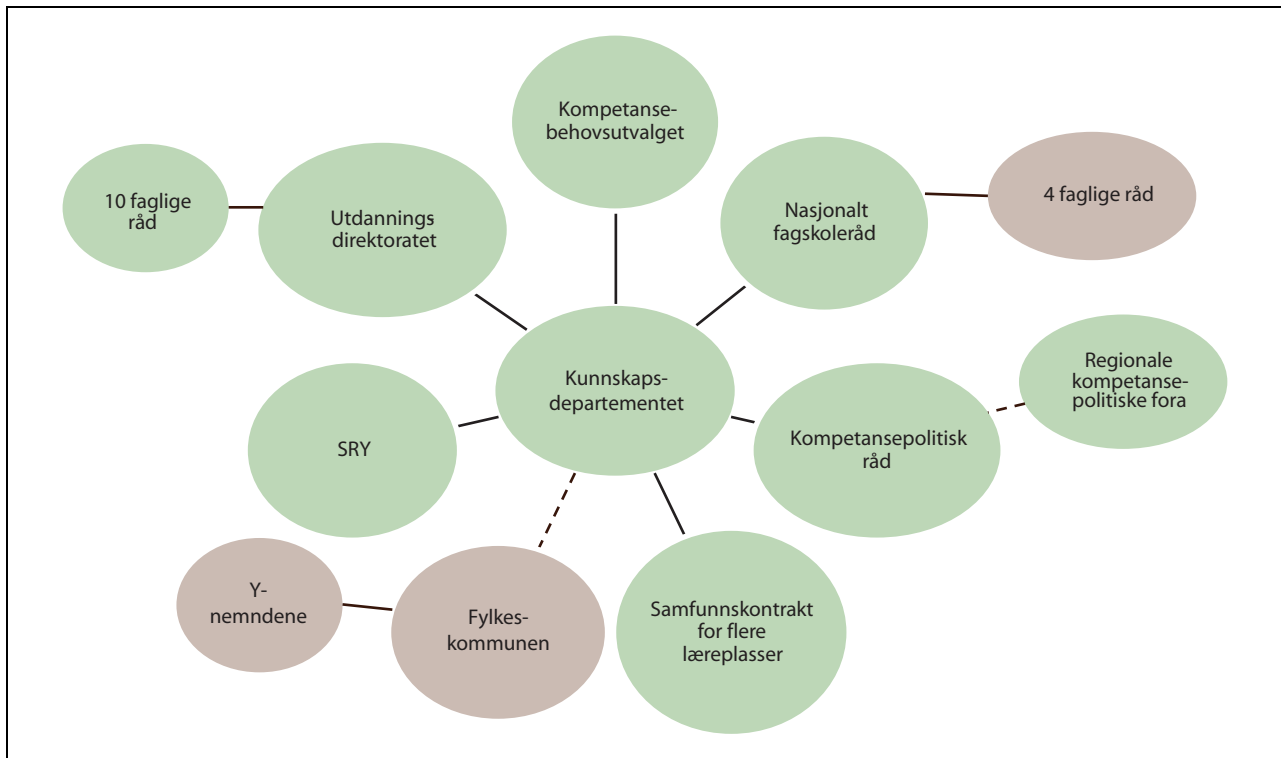 Kompetanse-
behovsutvalget
10 faglige
råd
Utdannings
direktoratet
Nasjonalt
fagskoleråd
4 faglige råd
Kunnskaps-
departementet
Regionale
kompetanse-
politiske fora
SRY
Kompetansepolitisk
råd
Y-
nemndene
Fylkes-
kommunen
Samfunnskontrakt
for flere
læreplasser